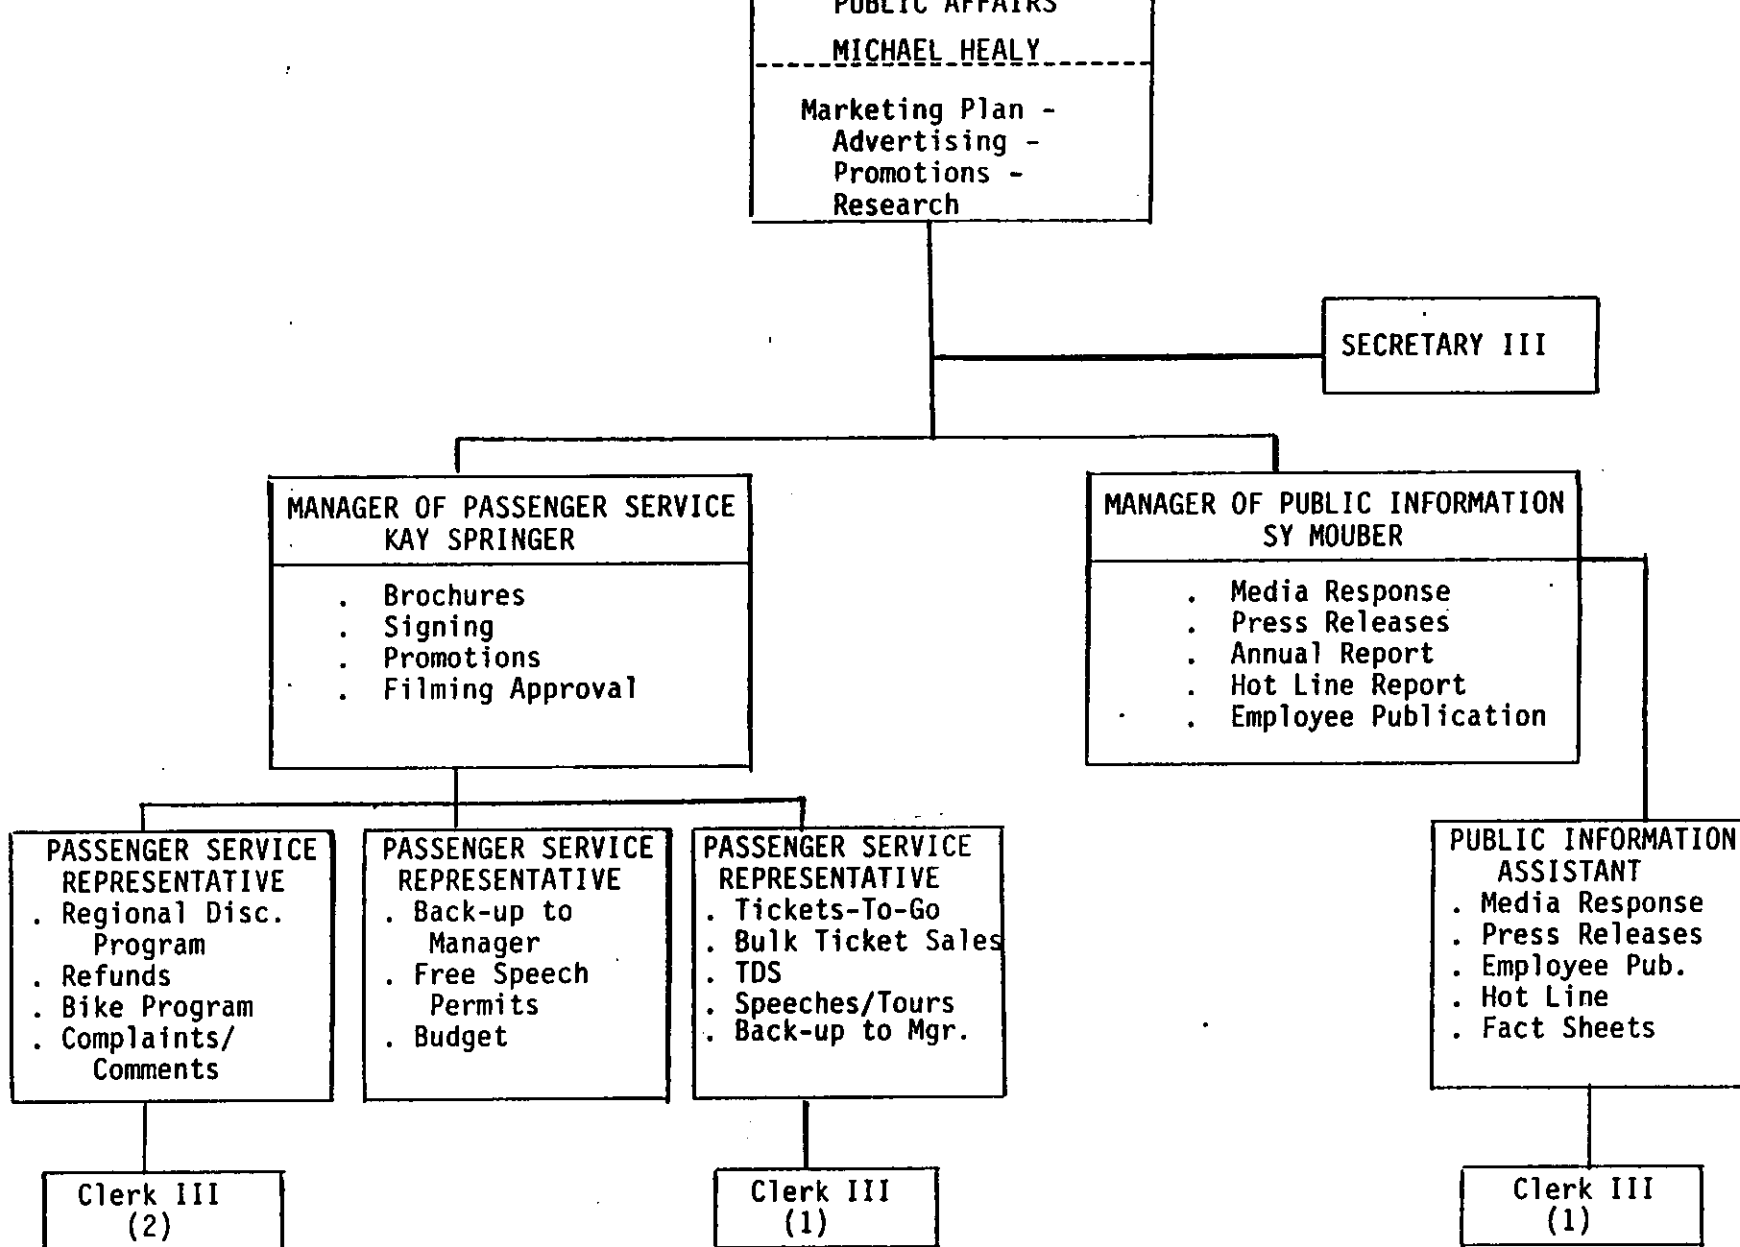 PUBLIC AFFAIRS
MICHAEL HEALY
Marketing Plan -
Advertising -
Promotions -
Research
SECRETARY III
MANAGER OF PASSENGER SERVICE
KAY SPRINGER
. Brochures
. Signing
. Promotions
. Filming Approval
MANAGER OF PUBLIC INFORMATION
SY MOUBER
. Media Response
. Press Releases
. Annual Report
. Hot Line Report
. Employee Publication
PASSENGER SERVICE
REPRESENTATIVE
. Regional Disc.
Program
. Refunds
. Bike Program
. Complaints/
Comments
PASSENGER SERVICE
REPRESENTATIVE
. Back-up to
Manager
. Free Speech
Permits
. Budget
PASSENGER SERVICE
REPRESENTATIVE
. Tickets-To-Go
. Bulk Ticket Sales
. TDS
. Speeches/Tours
. Back-up to Mgr.
PUBLIC INFORMATION
ASSISTANT
. Media Response
. Press Releases
. Employee Pub.
. Hot Line
. Fact Sheets
Clerk III
(2)
Clerk III
(1)
Clerk III
(1)